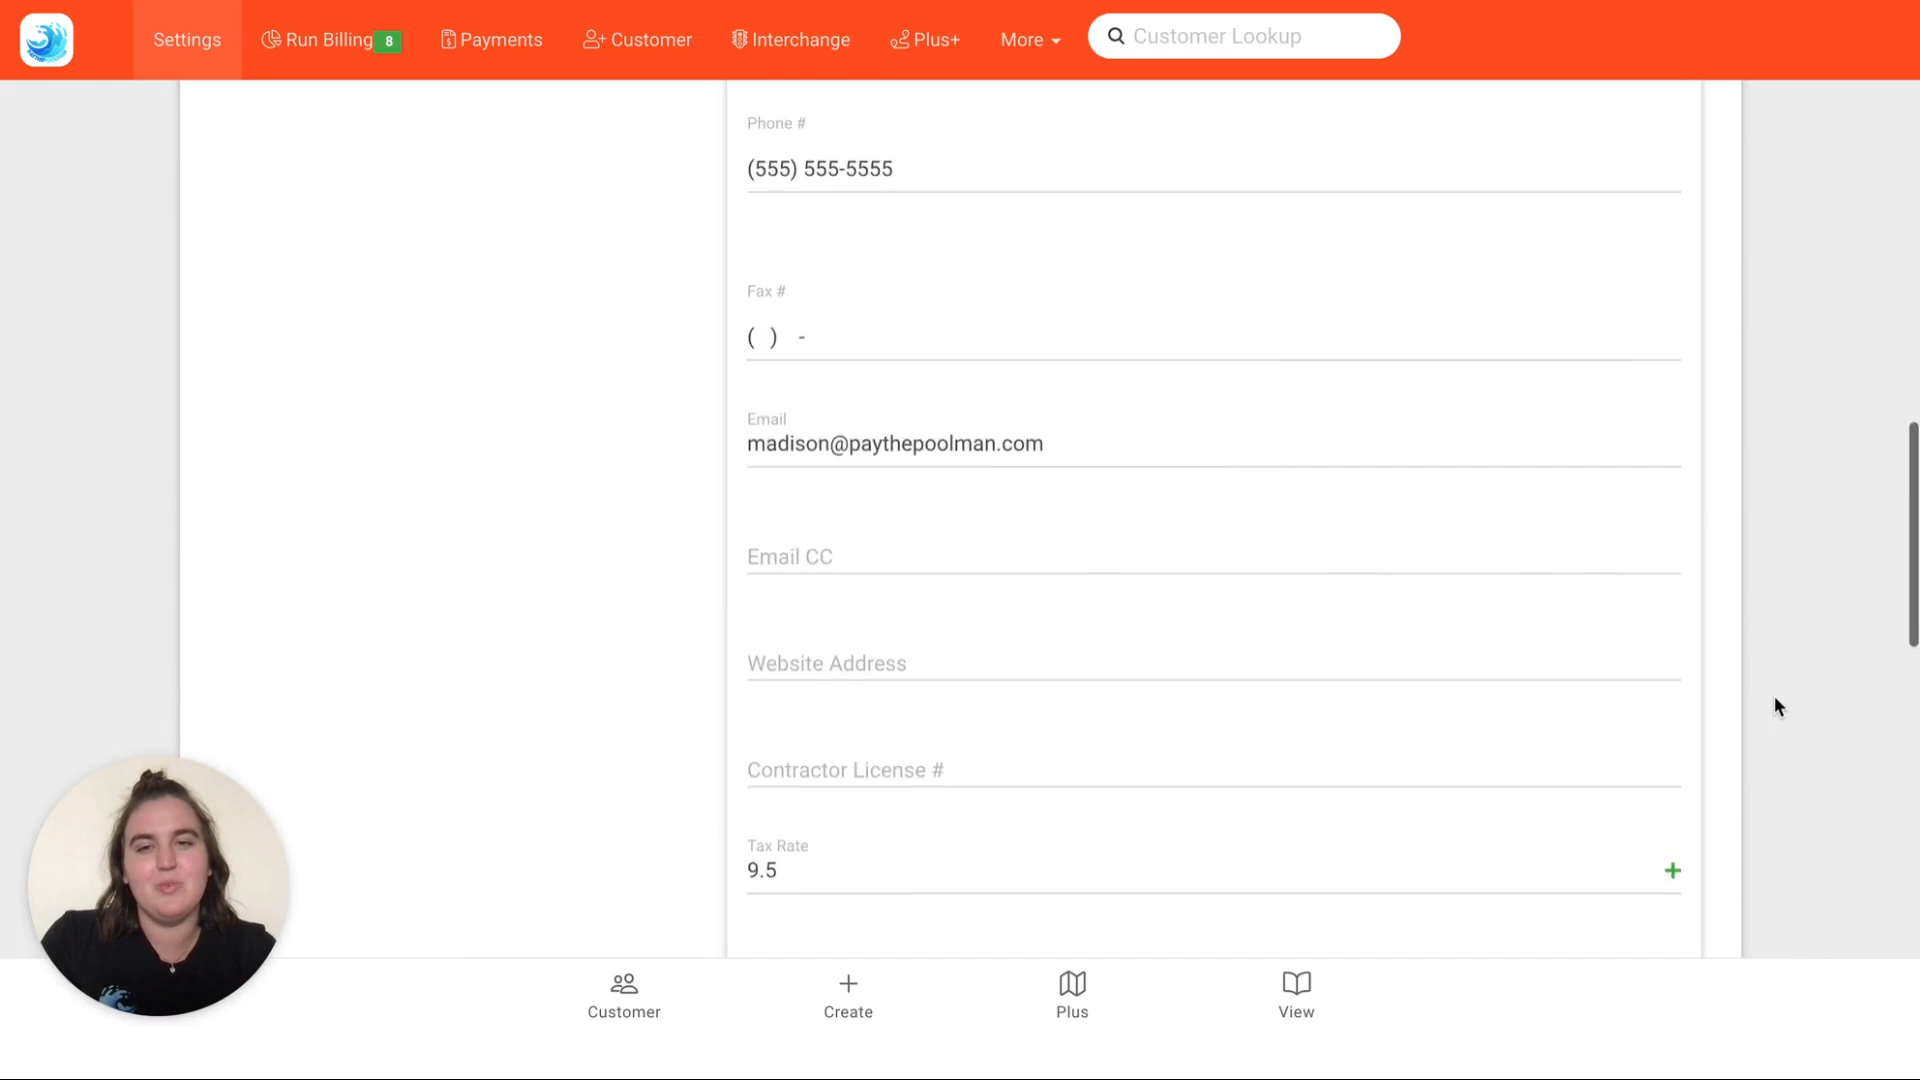 Settings
Run Billing 8
Payments
Customer
Interchange
Plus+
More
Customer Lookup
Phone #
(555) 555-5555
Fax #
( ) -
Email
madison@paythepoolman.com
Email CC
Website Address
Contractor License #
Tax Rate
9.5
+
Customer
Create
Plus
View